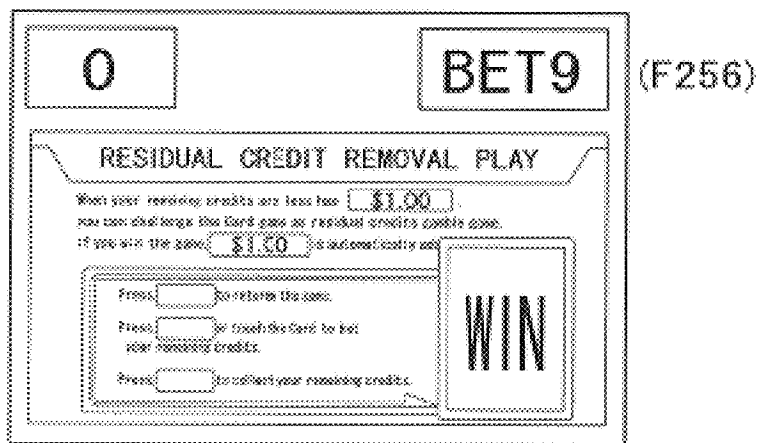 0 BET9 (F256)
RESIDUAL CREDIT REMOVAL PLAY
When your remaining credits are less than $1.00.
You can challenge the Card game as residual credits gamble game.
If you win the game, $1.00 is automatically
Press to return the game.
Press or touch the Card to bet
your remaining credits.
Press to collect your remaining credits.
WIN